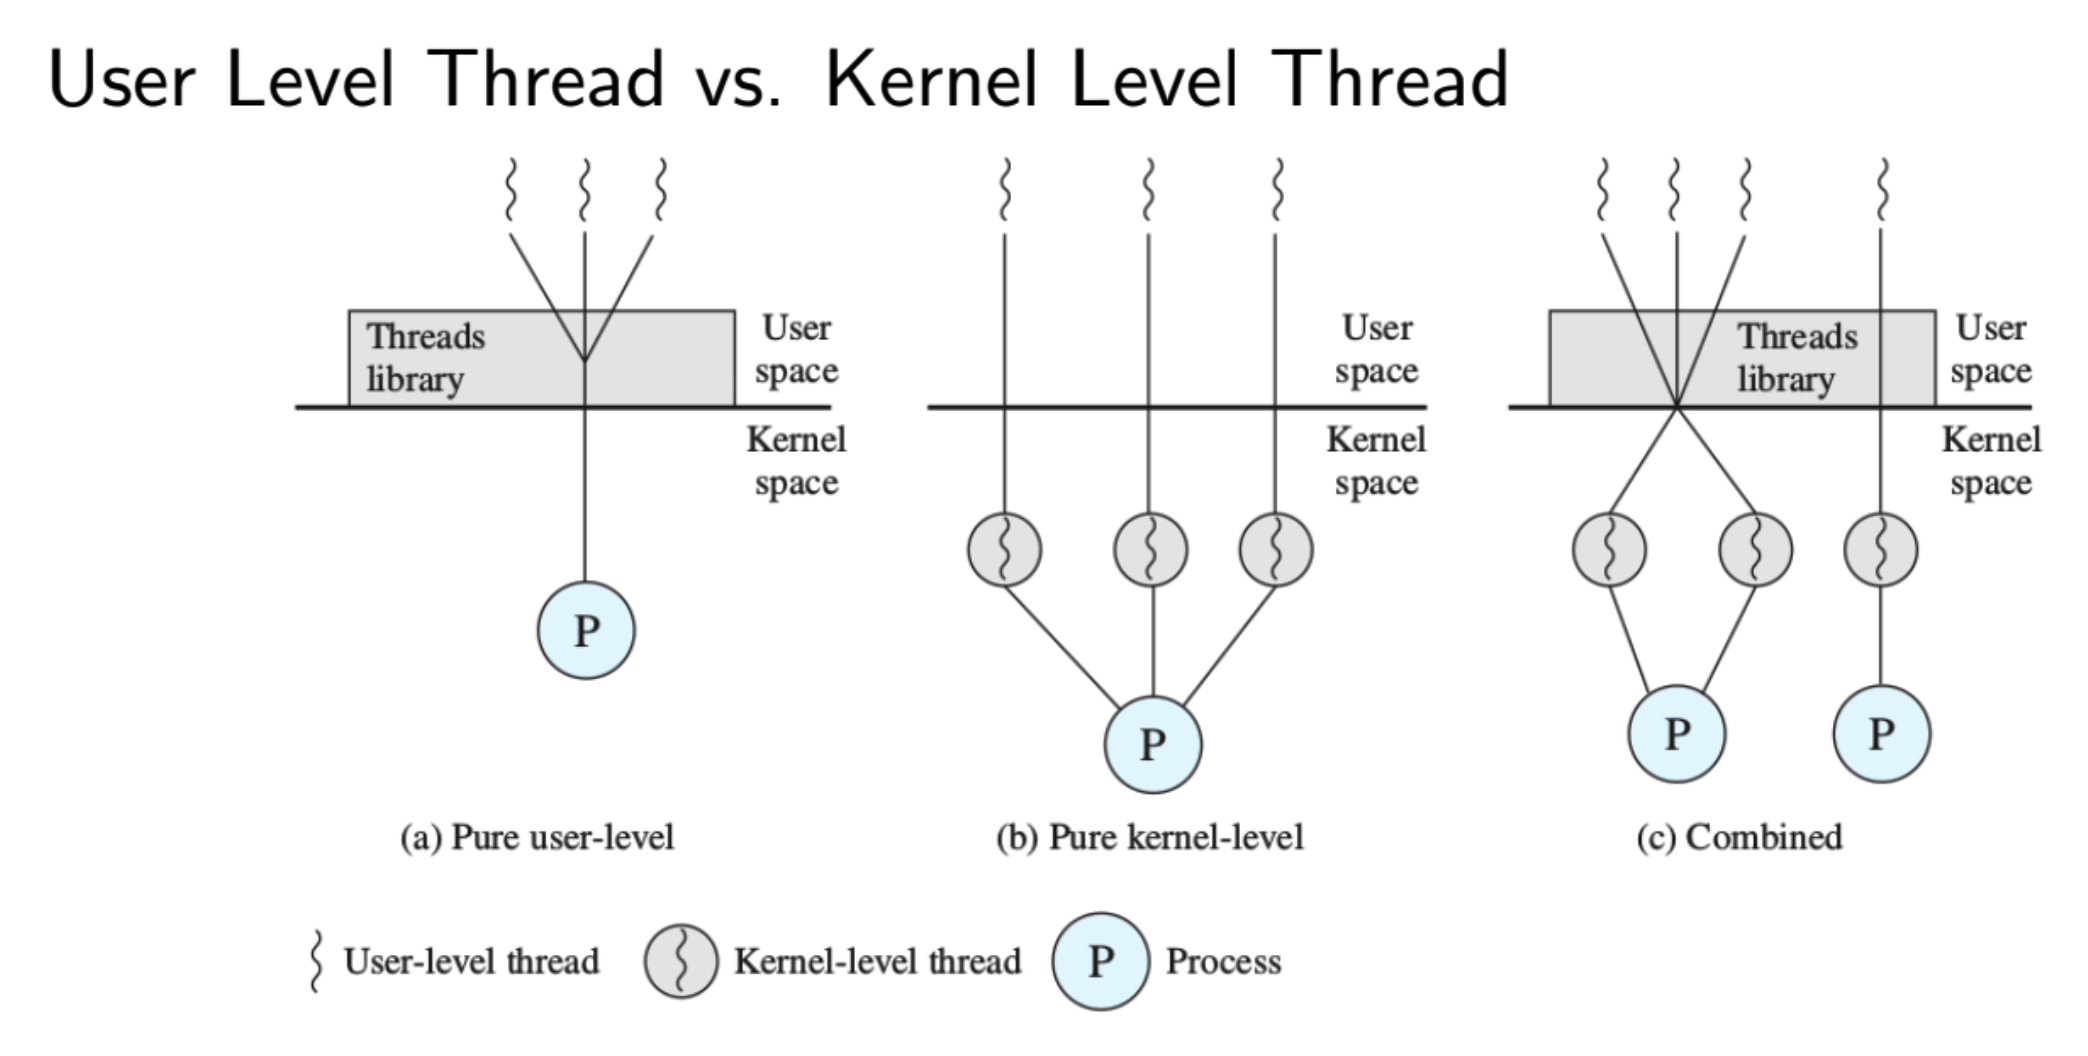 User Level Thread vs. Kernel Level Thread
Threads
library
User
space
Kernel
space
P
(a) Pure user-level
User
space
Kernel
space
P
(b) Pure kernel-level
Threads
library
User
space
Kernel
space
P
P
(c) Combined
User-level thread
Kernel-level thread
P
Process